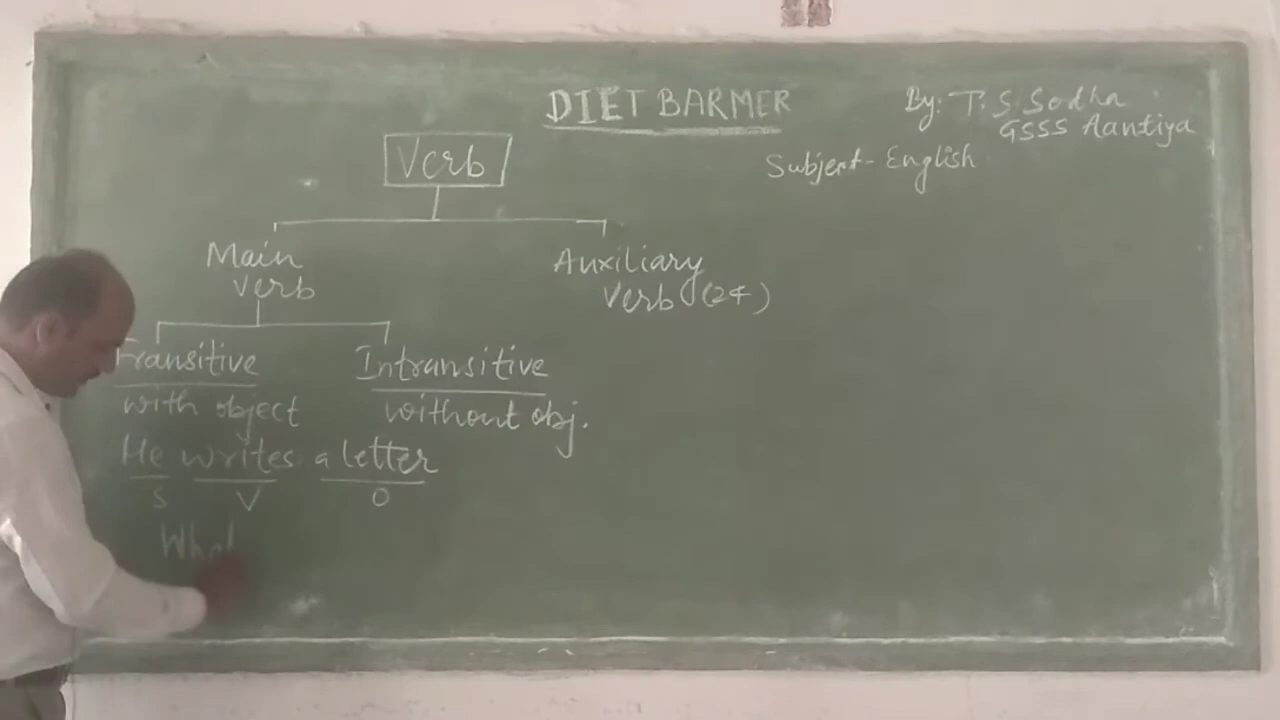 DIET BARMER
By: T. S. Sodha
GSSS Aantiya
Subject - English
Verb
Main
Verb
Auxiliary
Verb (24)
Transitive
Intransitive
with object
without obj.
He writes a letter
S V O
What